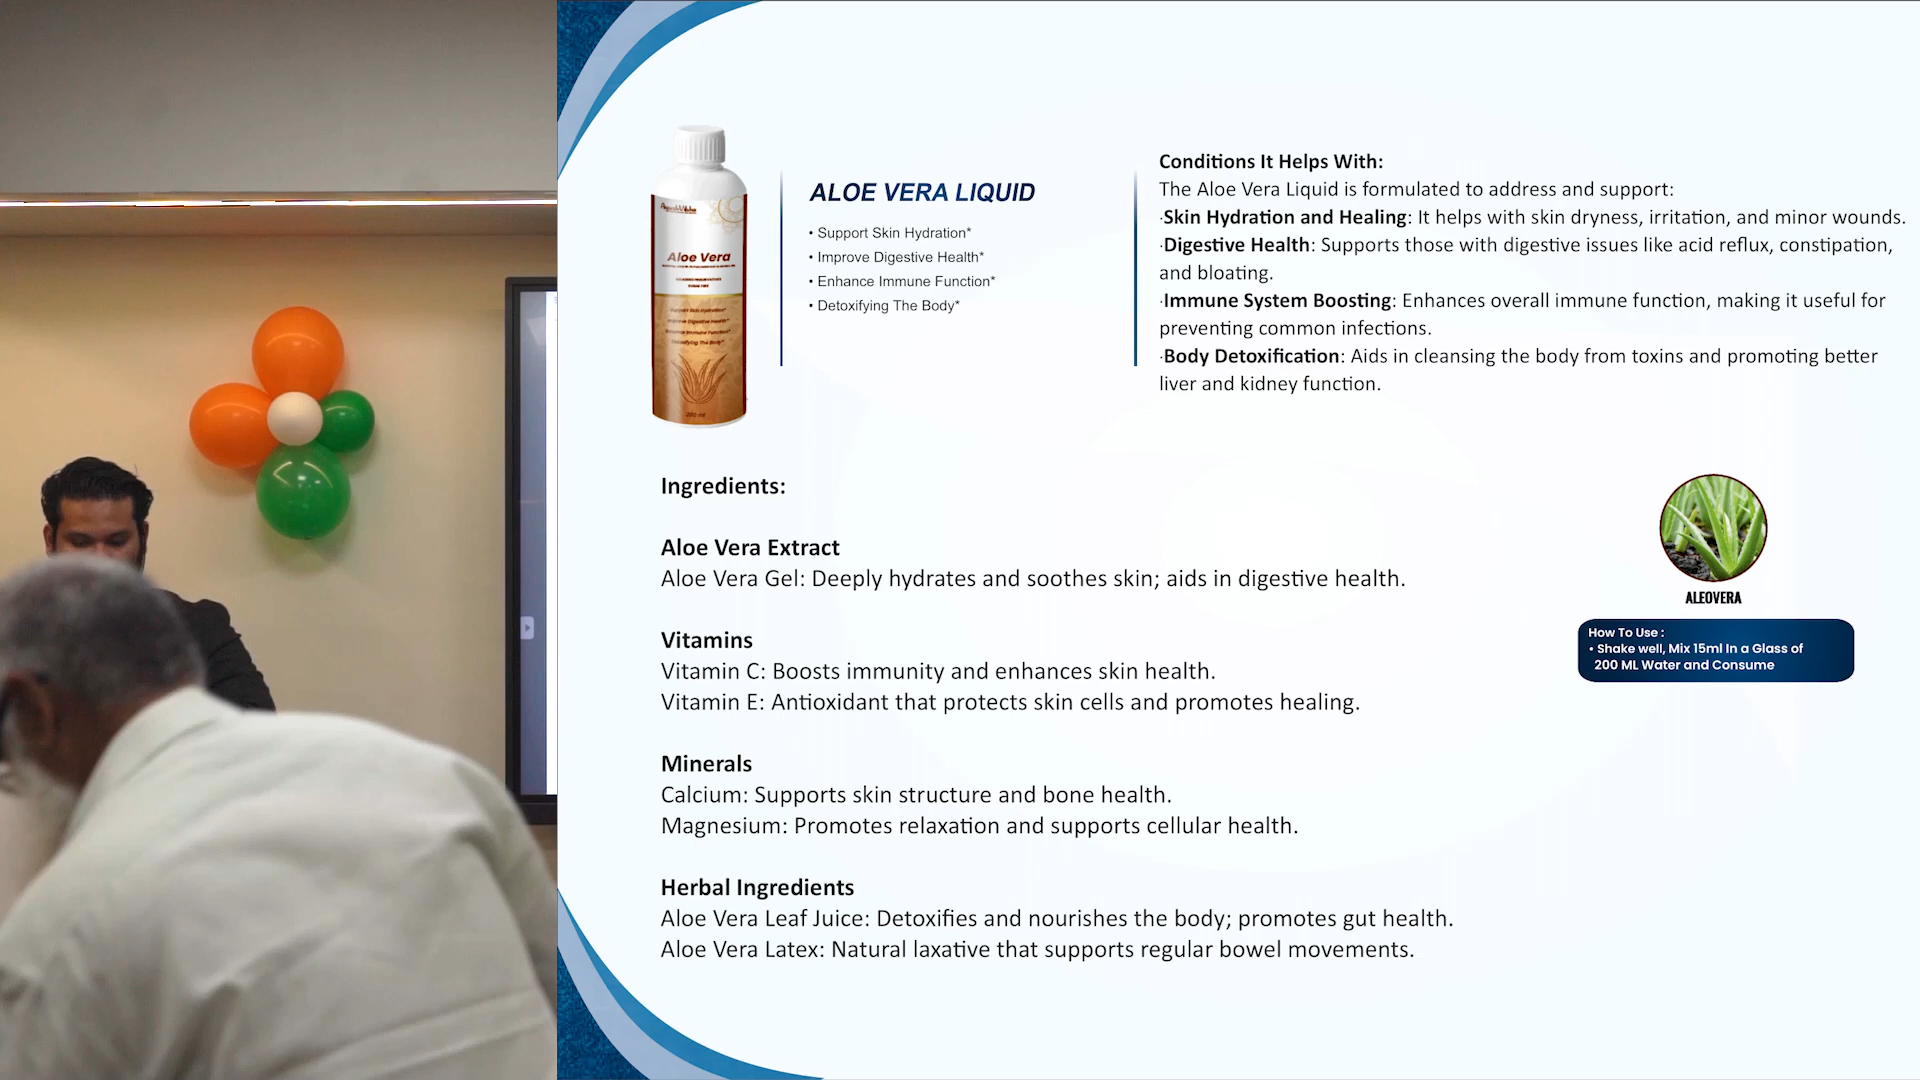 Aloe Vera
ALOE VERA LIQUID
• Support Skin Hydration*
• Improve Digestive Health*
• Enhance Immune Function*
• Detoxifying The Body*
Conditions It Helps With:
The Aloe Vera Liquid is formulated to address and support:
·Skin Hydration and Healing: It helps with skin dryness, irritation, and minor wounds.
·Digestive Health: Supports those with digestive issues like acid reflux, constipation,
and bloating.
·Immune System Boosting: Enhances overall immune function, making it useful for
preventing common infections.
·Body Detoxification: Aids in cleansing the body from toxins and promoting better
liver and kidney function.
Ingredients:
Aloe Vera Extract
Aloe Vera Gel: Deeply hydrates and soothes skin; aids in digestive health.
Vitamins
Vitamin C: Boosts immunity and enhances skin health.
Vitamin E: Antioxidant that protects skin cells and promotes healing.
Minerals
Calcium: Supports skin structure and bone health.
Magnesium: Promotes relaxation and supports cellular health.
Herbal Ingredients
Aloe Vera Leaf Juice: Detoxifies and nourishes the body; promotes gut health.
Aloe Vera Latex: Natural laxative that supports regular bowel movements.
ALEOVERA
How To Use :
• Shake well, Mix 15ml In a Glass of
200 ML Water and Consume